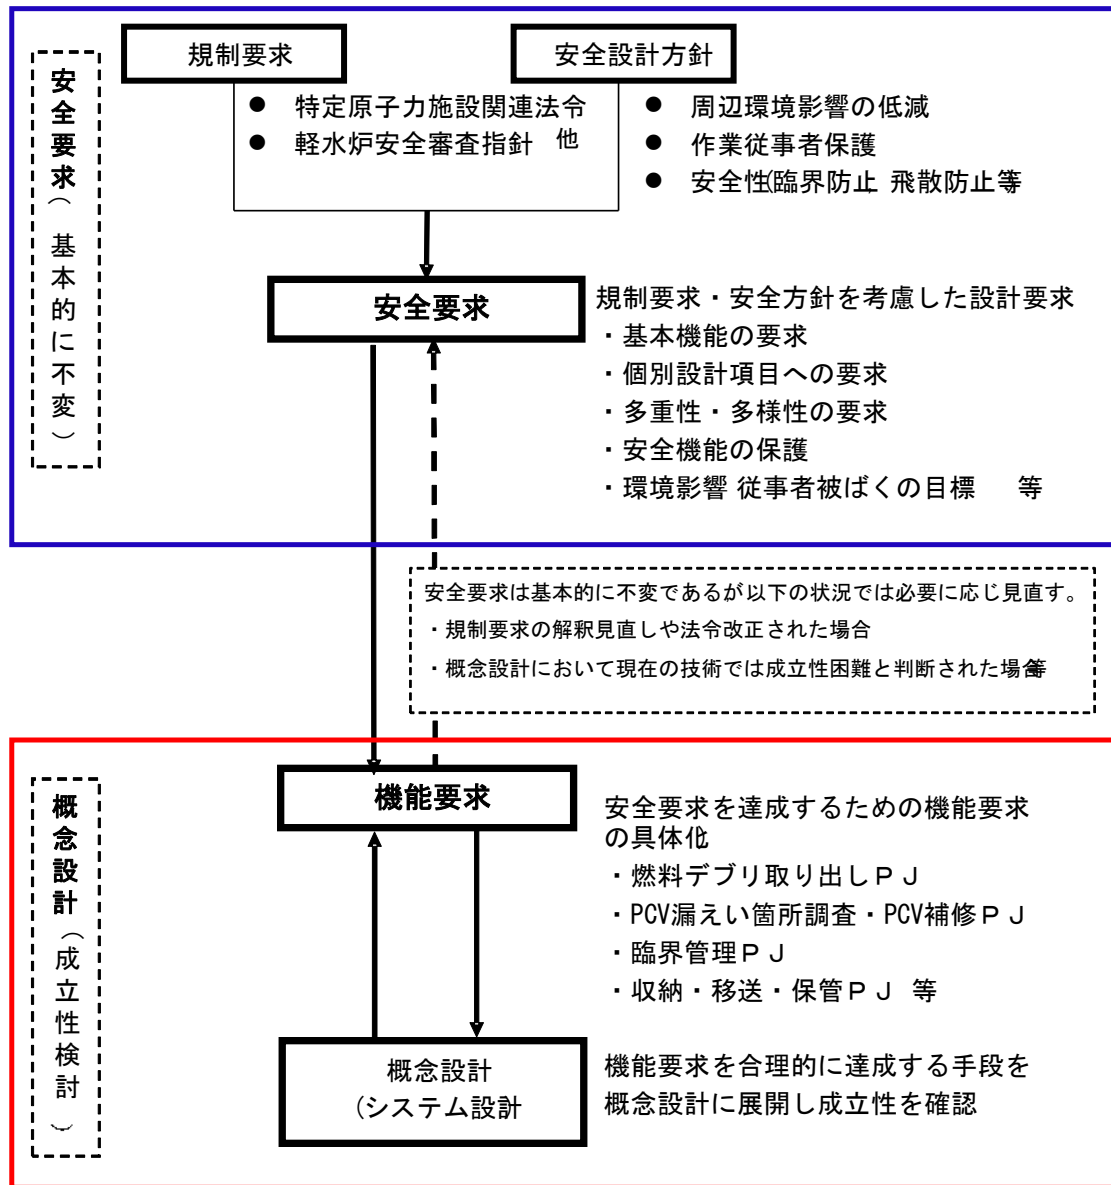 規制要求
安全設計方針
安全要求（基本的に不変）
● 特定原子力施設関連法令
● 軽水炉安全審査指針 他
● 周辺環境影響の低減
● 作業従事者保護
● 安全性(臨界防止 飛散防止等
安全要求
規制要求・安全方針を考慮した設計要求
・基本機能の要求
・個別設計項目への要求
・多重性・多様性の要求
・安全機能の保護
・環境影響 従事者被ばくの目標 等
安全要求は基本的に不変であるが以下の状況では必要に応じ見直す。
・規制要求の解釈見直しや法令改正された場合
・概念設計において現在の技術では成立性困難と判断された場合等
概念設計（成立性検討）
機能要求
安全要求を達成するための機能要求
の具体化
・燃料デブリ取り出しＰＪ
・PCV漏えい箇所調査・PCV補修ＰＪ
・臨界管理ＰＪ
・収納・移送・保管ＰＪ 等
概念設計
(システム設計
機能要求を合理的に達成する手段を
概念設計に展開し成立性を確認